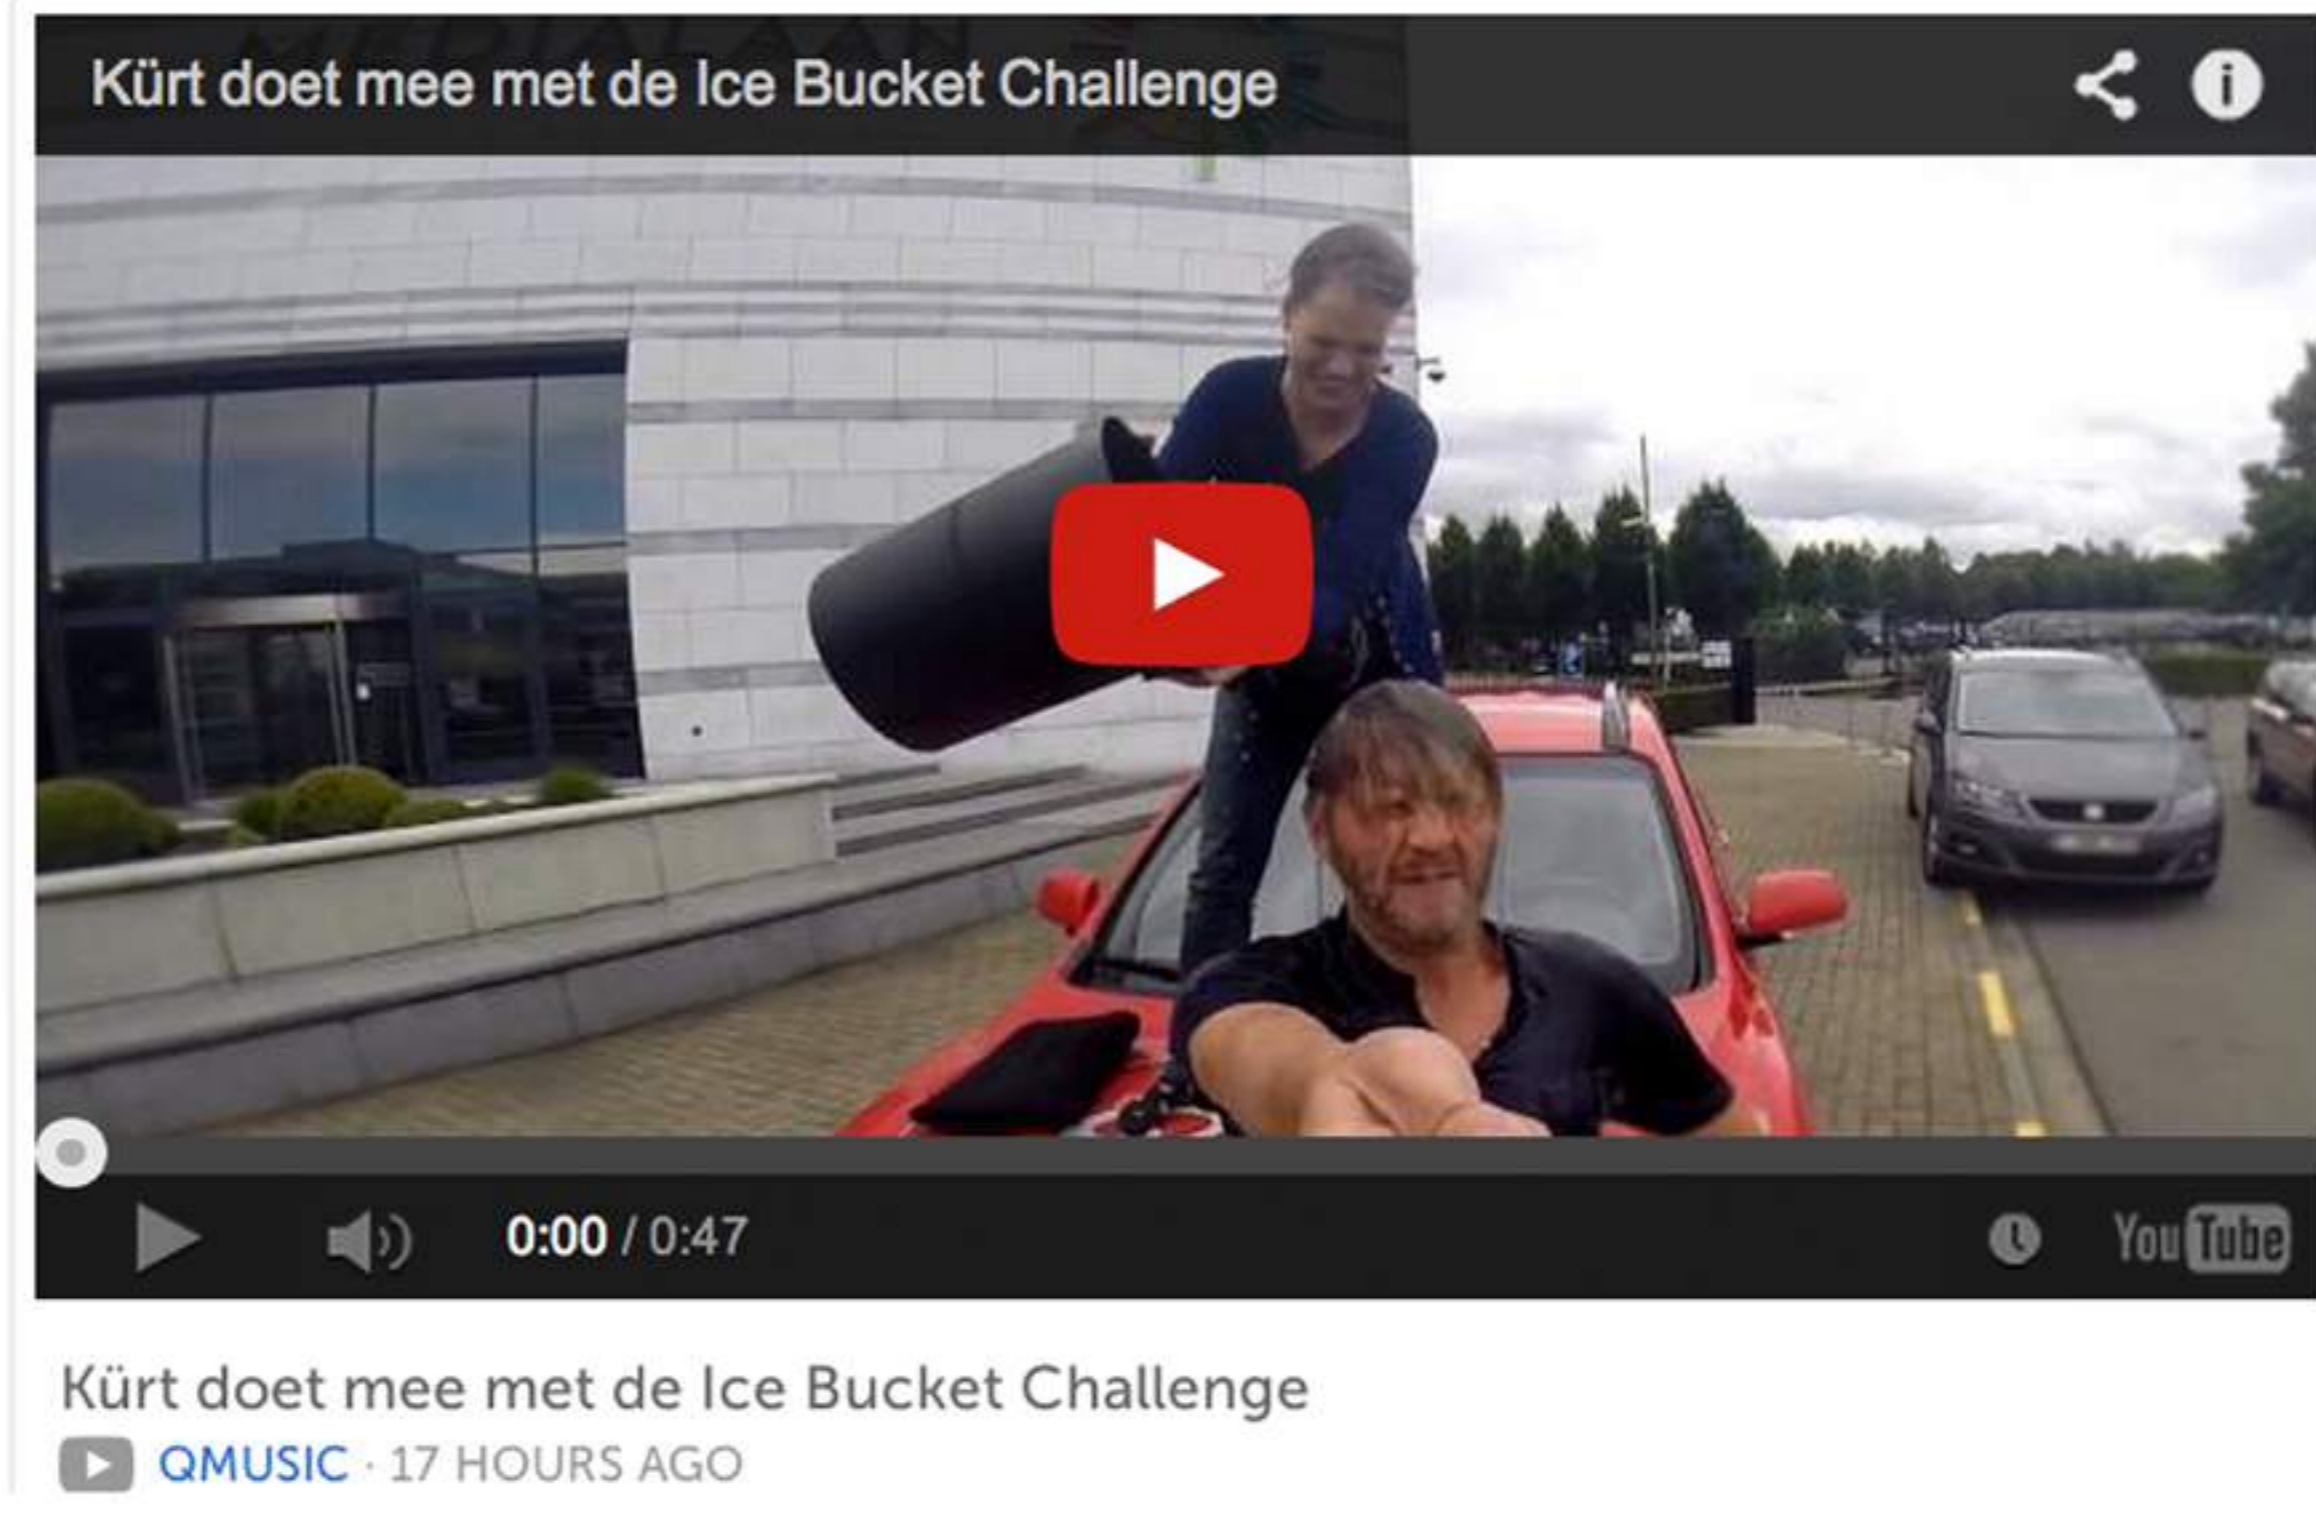 MEDIALAAN
Kürt doet mee met de Ice Bucket Challenge
0:00 / 0:47
YouTube
Kürt doet mee met de Ice Bucket Challenge
QMUSIC · 17 HOURS AGO